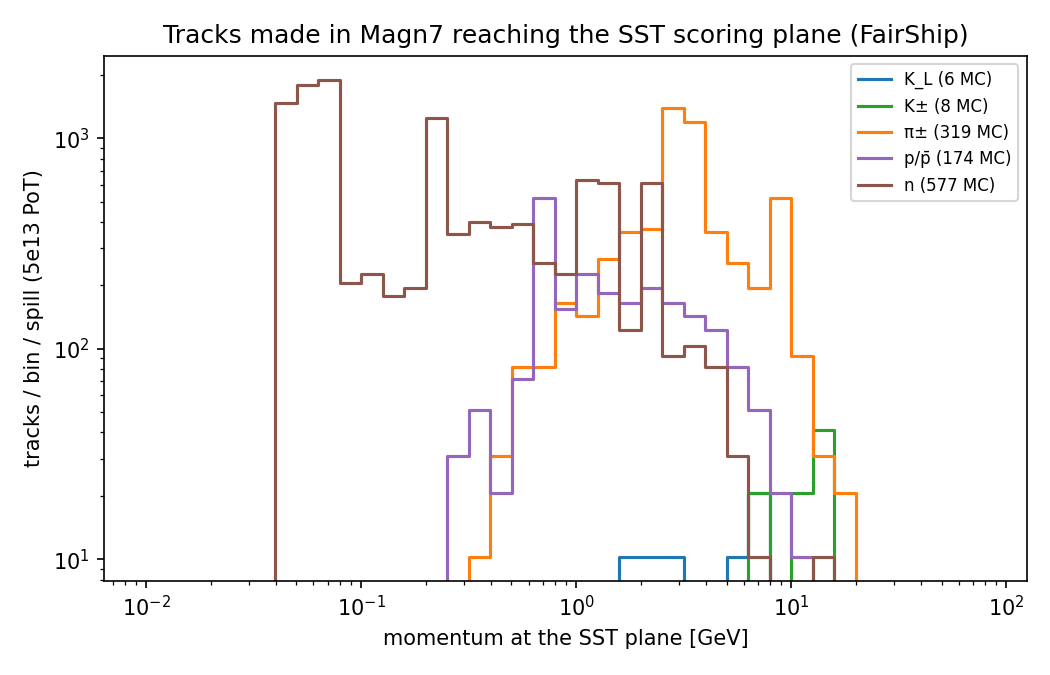 Tracks made in Magn7 reaching the SST scoring plane (FairShip)
K_L (6 MC)
K± (8 MC)
π± (319 MC)
p/p̄ (174 MC)
n (577 MC)
tracks / bin / spill (5e13 PoT)
10³
10²
10¹
10⁻²
10⁻¹
10⁰
10¹
10²
momentum at the SST plane [GeV]